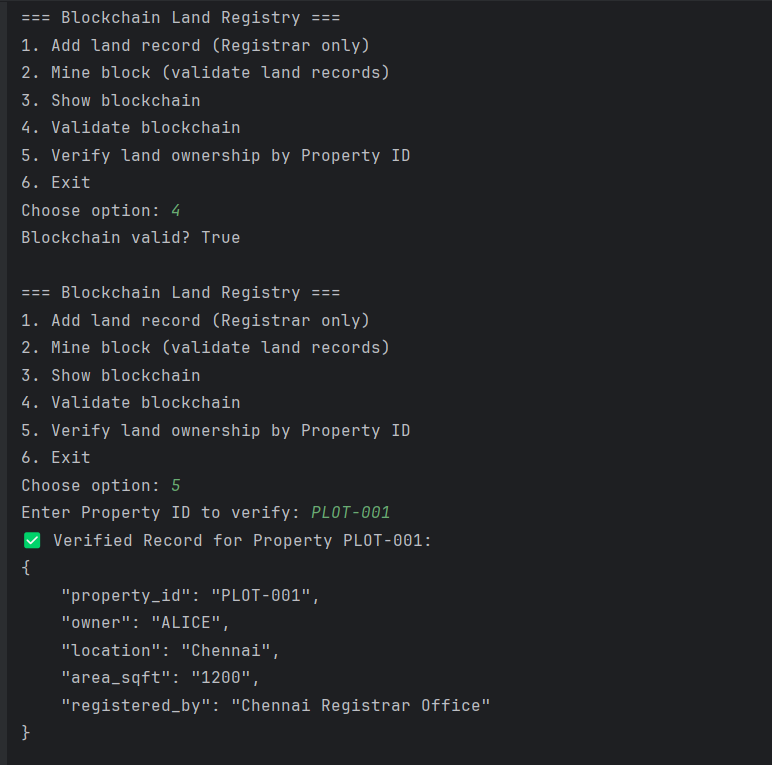 === Blockchain Land Registry ===
1. Add land record (Registrar only)
2. Mine block (validate land records)
3. Show blockchain
4. Validate blockchain
5. Verify land ownership by Property ID
6. Exit
Choose option: 4
Blockchain valid? True

=== Blockchain Land Registry ===
1. Add land record (Registrar only)
2. Mine block (validate land records)
3. Show blockchain
4. Validate blockchain
5. Verify land ownership by Property ID
6. Exit
Choose option: 5
Enter Property ID to verify: PLOT-001
✅ Verified Record for Property PLOT-001:
{
    "property_id": "PLOT-001",
    "owner": "ALICE",
    "location": "Chennai",
    "area_sqft": "1200",
    "registered_by": "Chennai Registrar Office"
}